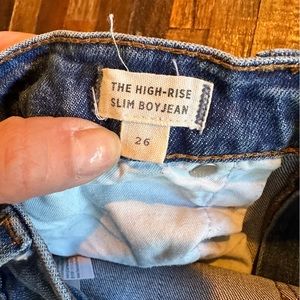 THE HIGH-RISE
SLIM BOYJEAN
26